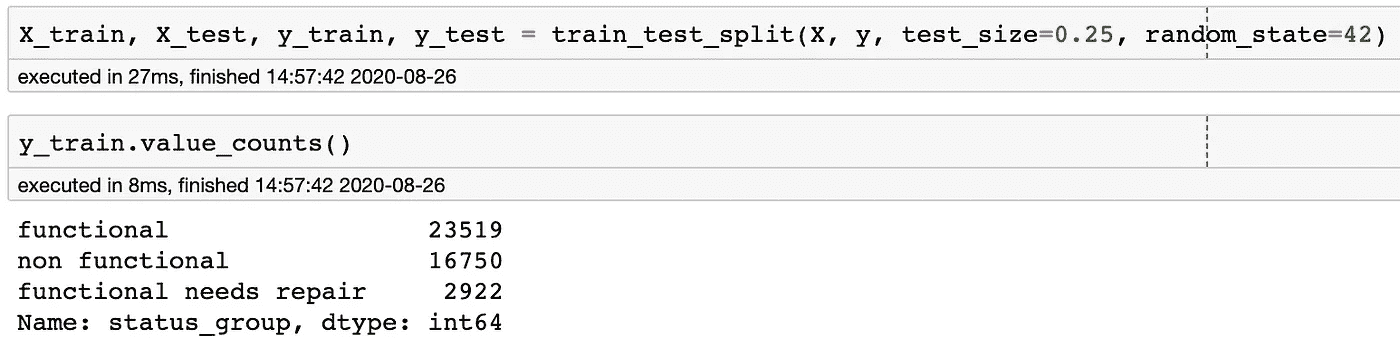 X_train, X_test, y_train, y_test = train_test_split(X, y, test_size=0.25, random_state=42)
executed in 27ms, finished 14:57:42 2020-08-26
y_train.value_counts()
executed in 8ms, finished 14:57:42 2020-08-26
functional                 23519
non functional             16750
functional needs repair     2922
Name: status_group, dtype: int64